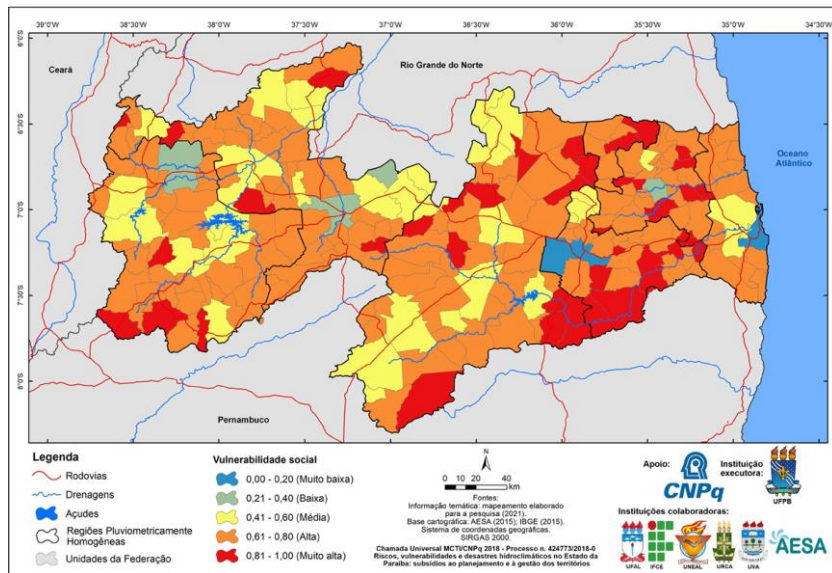 39°0'W 38°30'W 38°0'W 37°30'W 37°0'W 36°30'W 36°0'W 35°30'W 35°0'W 34°30'W
6°0'S
6°30'S
7°0'S
7°30'S
8°0'S
Ceará
Rio Grande do Norte
Oceano
Atlântico
Pernambuco
Legenda
Rodovias
Drenagens
Açudes
Regiões Pluviometricamente
Homogêneas
Unidades da Federação
Vulnerabilidade social
0,00 - 0,20 (Muito baixa)
0,21 - 0,40 (Baixa)
0,41 - 0,60 (Média)
0,61 - 0,80 (Alta)
0,81 - 1,00 (Muito alta)
N
0 10 20 40
km
Fontes:
Informação temática: mapeamento elaborado
para a pesquisa (2021).
Base cartográfica: AESA (2015); IBGE (2015).
Sistema de coordenadas geográficas.
SIRGAS 2000.
Chamada Universal MCTI/CNPq 2018 - Processo n. 424773/2018-0
Riscos, vulnerabilidades e desastres hidroclimáticos no Estado da
Paraíba: subsídios ao planejamento e à gestão dos territórios
Apoio:
CNPq
Instituição
executora:
UFPB
Instituições colaboradoras:
UFAL IFCE UNEAL URCA UVA
AESA